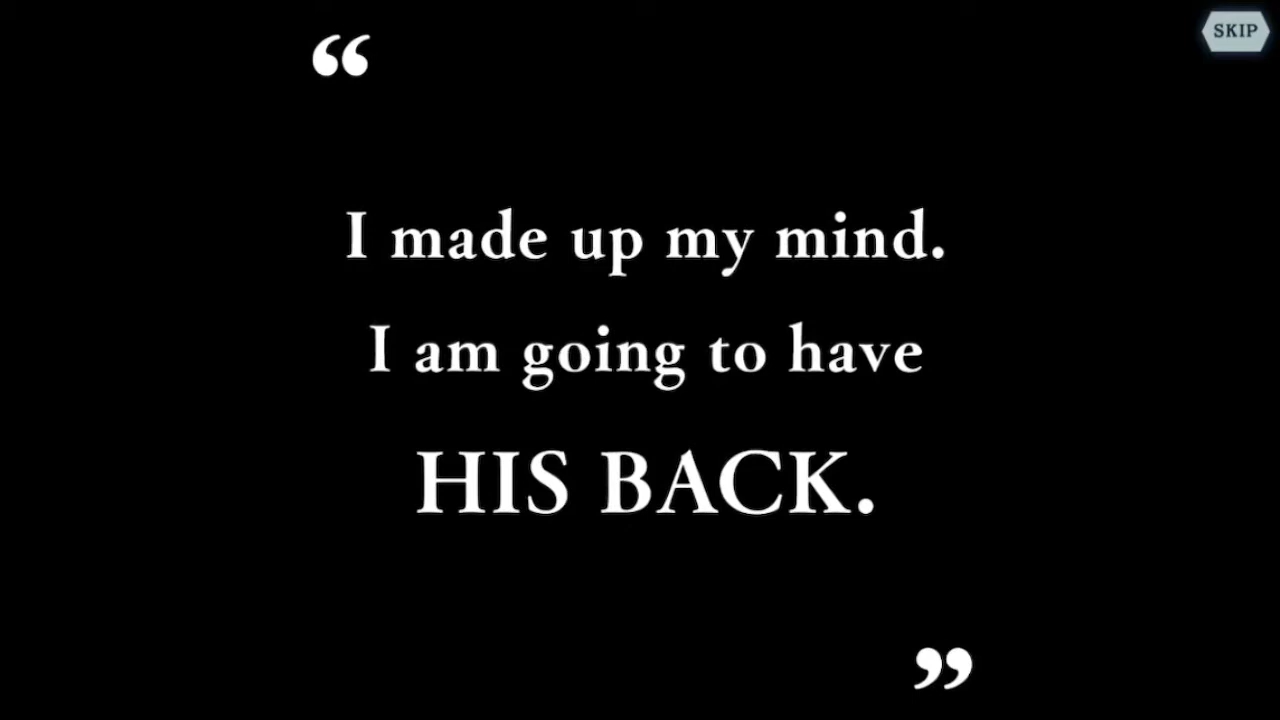 SKIP
“
I made up my mind.
I am going to have
HIS BACK.
”